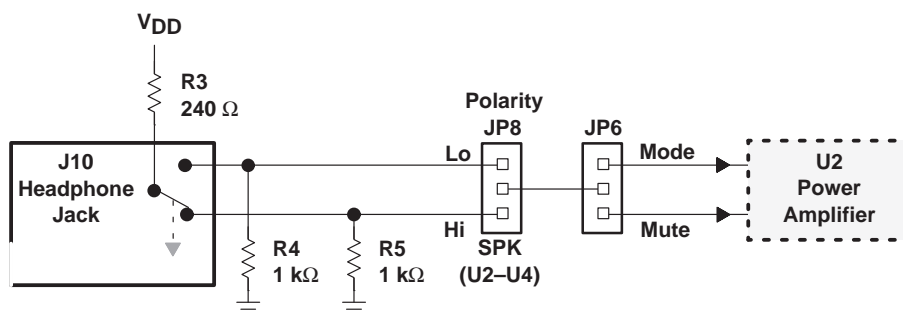 VDD
R3
240 Ω
Polarity
JP8
JP6
J10
Headphone
Jack
Lo
Mode
U2
Power
Amplifier
Hi
Mute
R4
1 kΩ
R5
1 kΩ
SPK
(U2–U4)